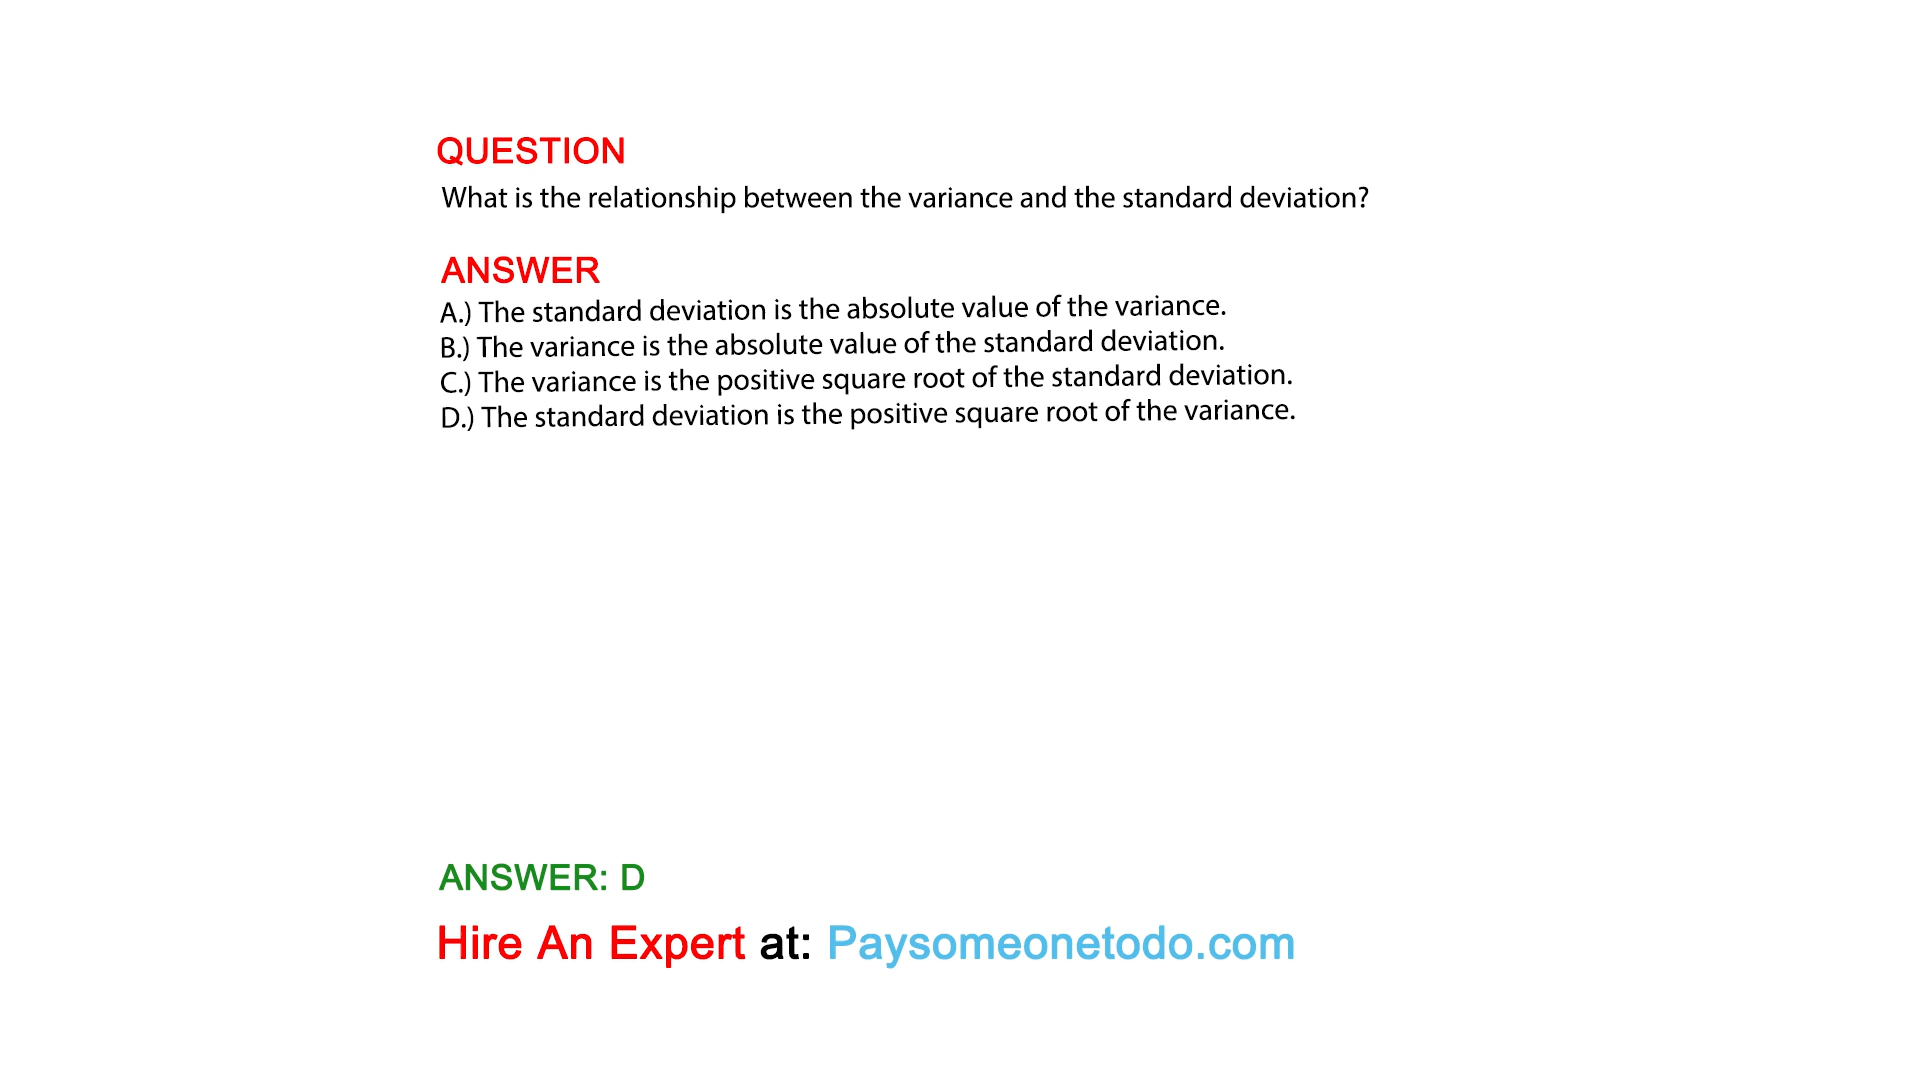 QUESTION
What is the relationship between the variance and the standard deviation?
ANSWER
A.) The standard deviation is the absolute value of the variance.
B.) The variance is the absolute value of the standard deviation.
C.) The variance is the positive square root of the standard deviation.
D.) The standard deviation is the positive square root of the variance.
ANSWER: D
Hire An Expert at: Paysomeonetodo.com